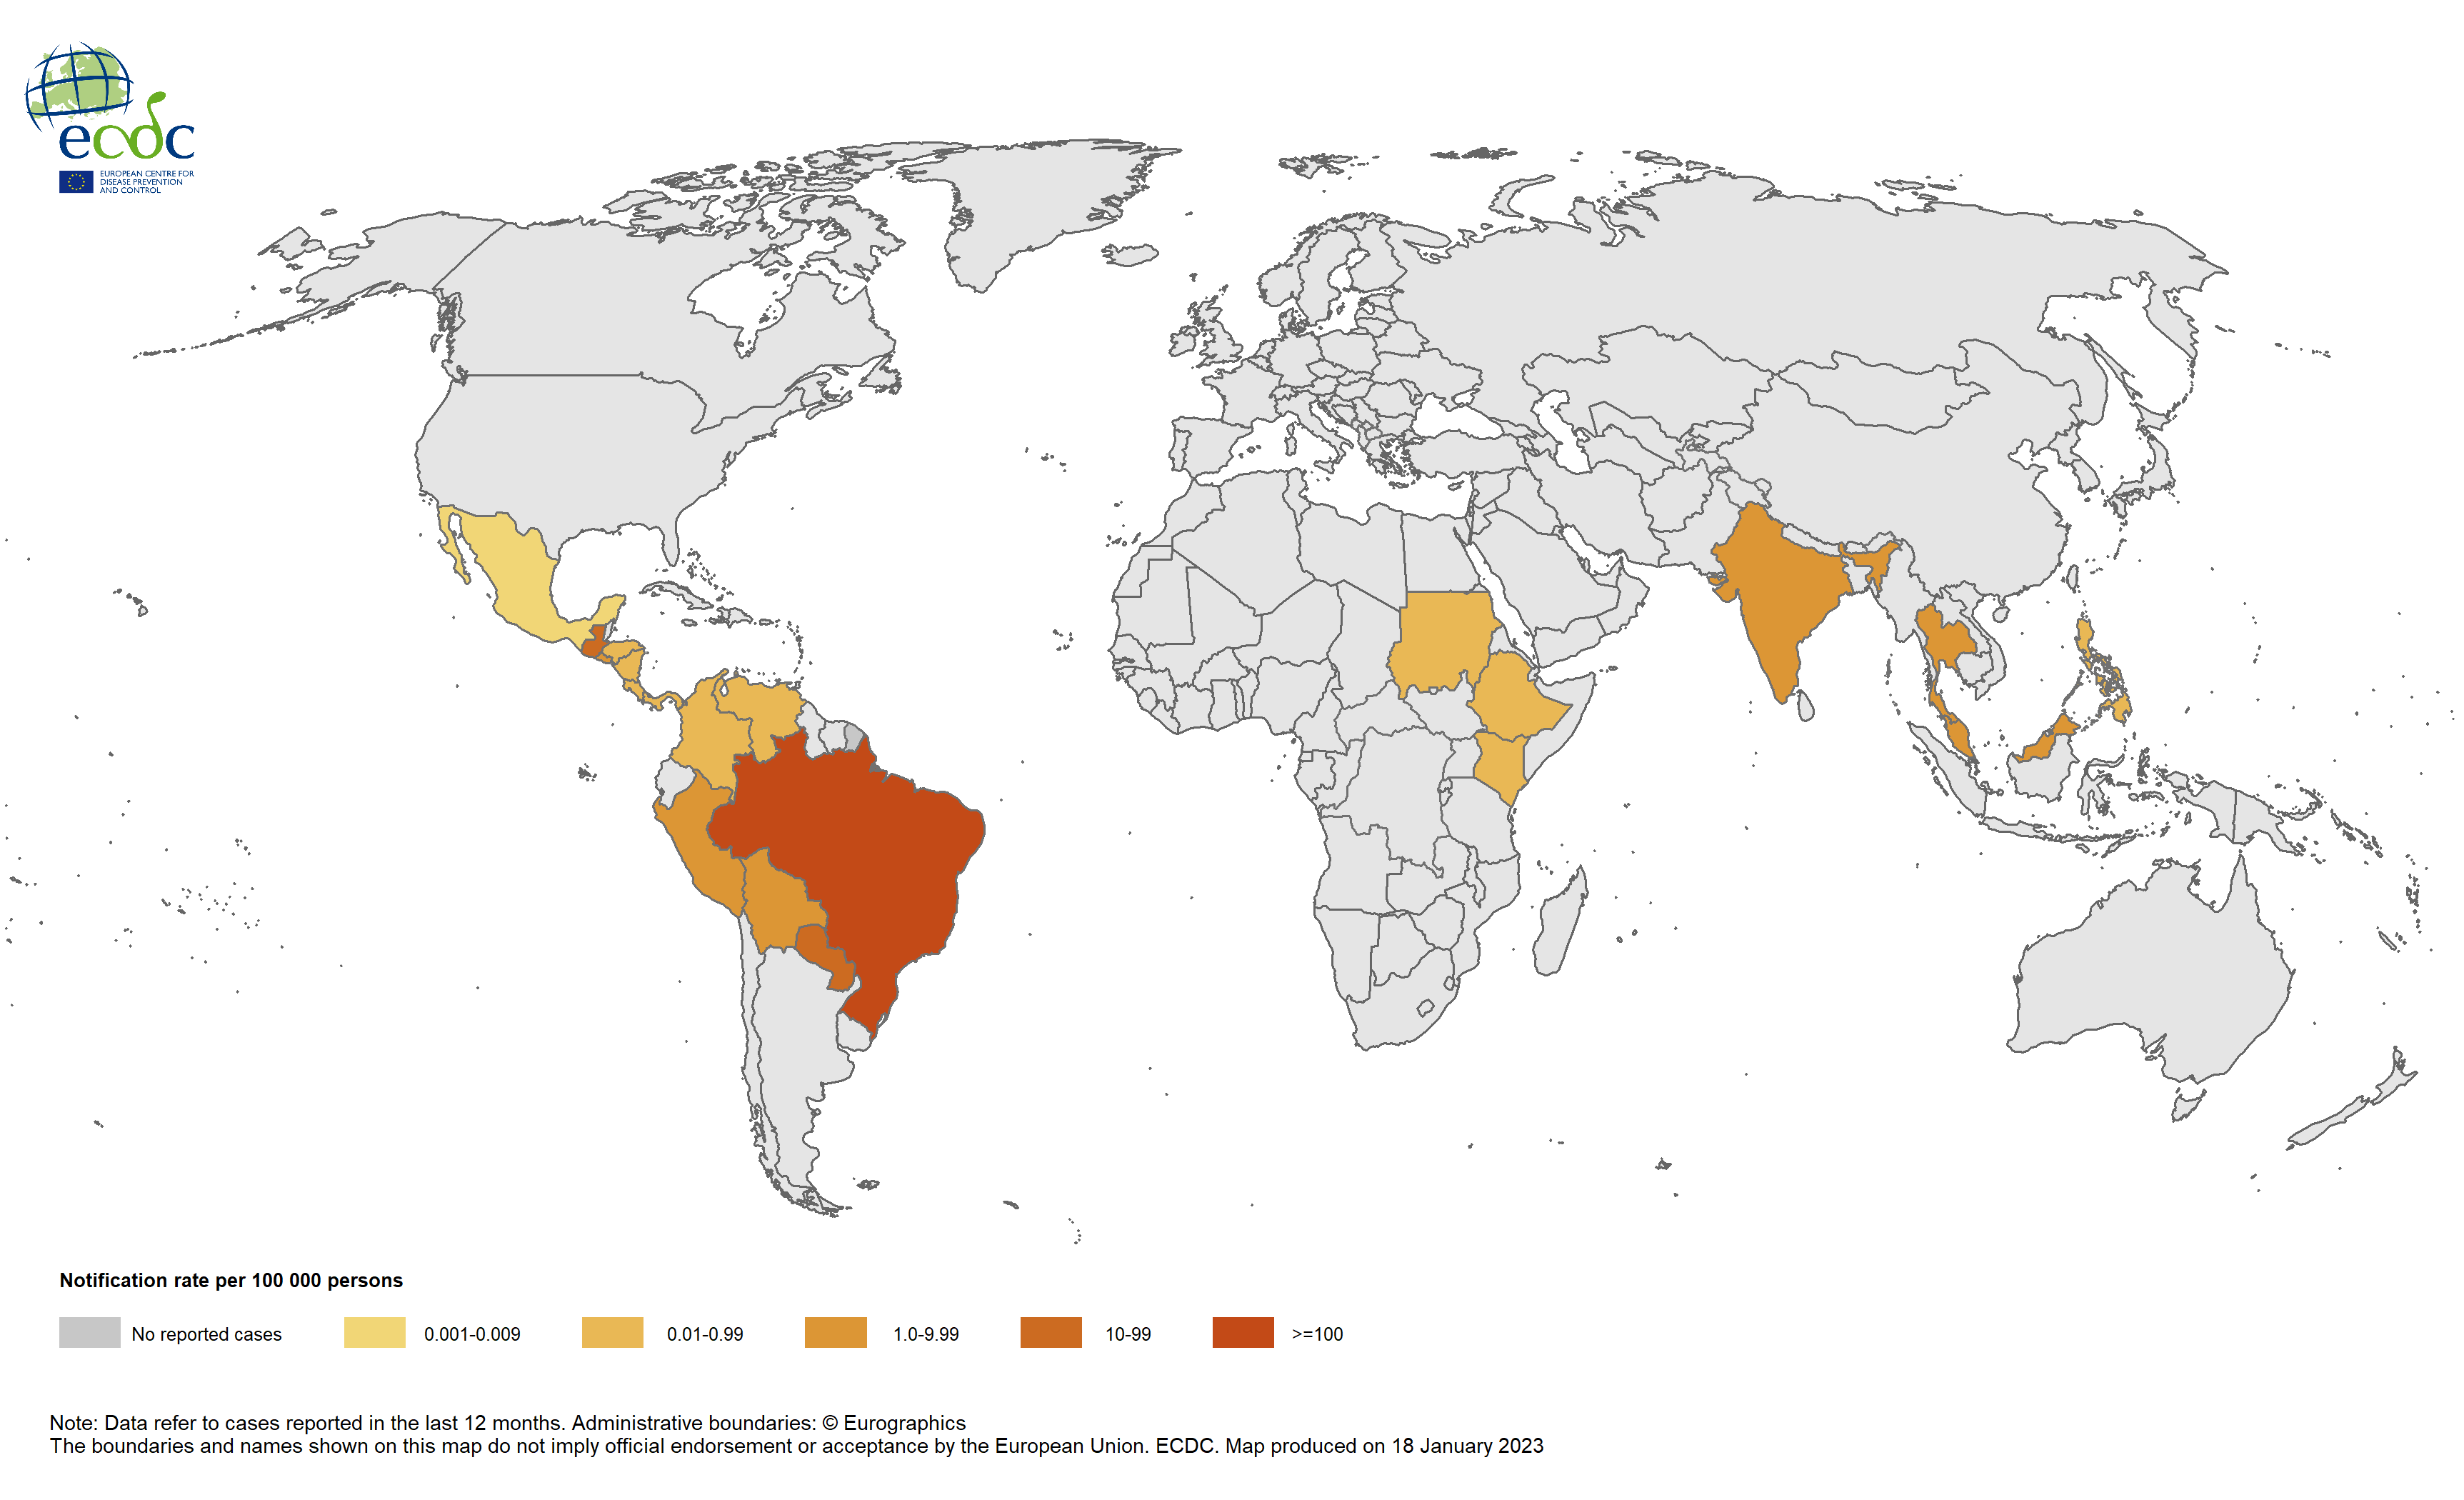 ecdc
EUROPEAN CENTRE FOR
DISEASE PREVENTION
AND CONTROL
Notification rate per 100 000 persons
No reported cases
0.001-0.009
0.01-0.99
1.0-9.99
10-99
>=100
Note: Data refer to cases reported in the last 12 months. Administrative boundaries: © Eurographics
The boundaries and names shown on this map do not imply official endorsement or acceptance by the European Union. ECDC. Map produced on 18 January 2023